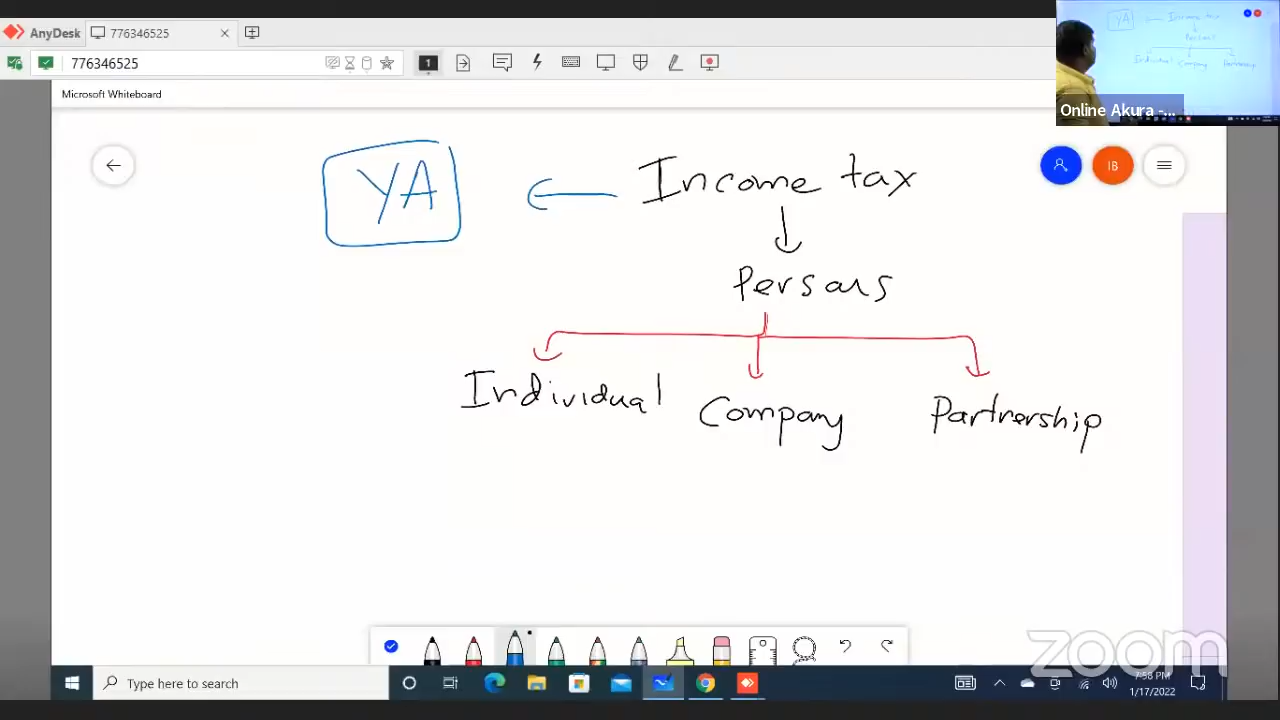 AnyDesk
776346525
776346525
1
Microsoft Whiteboard
Online Akura -...
YA
Income tax
IB
Persons
Individual
Company
Partnership
zoom
Type here to search
7:58 PM
1/17/2022